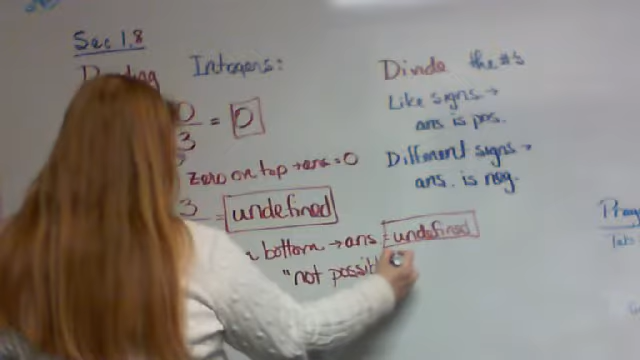 Sec 1.8
Integers:
0
3 = 0
zero on top → ans = 0
3 = undefined
bottom → ans = undefined
"not possibl
Divide the #s
Like signs →
ans is pos.
Different signs →
ans. is neg.